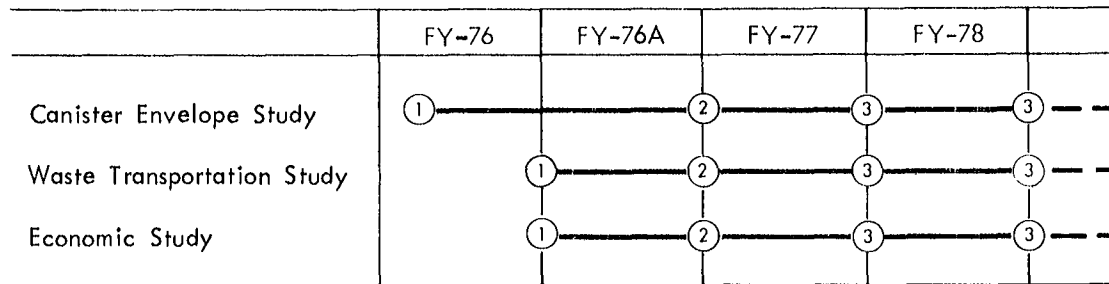 FY-76 FY-76A FY-77 FY-78
Canister Envelope Study 1 2 3 3
Waste Transportation Study 1 2 3 3
Economic Study 1 2 3 3